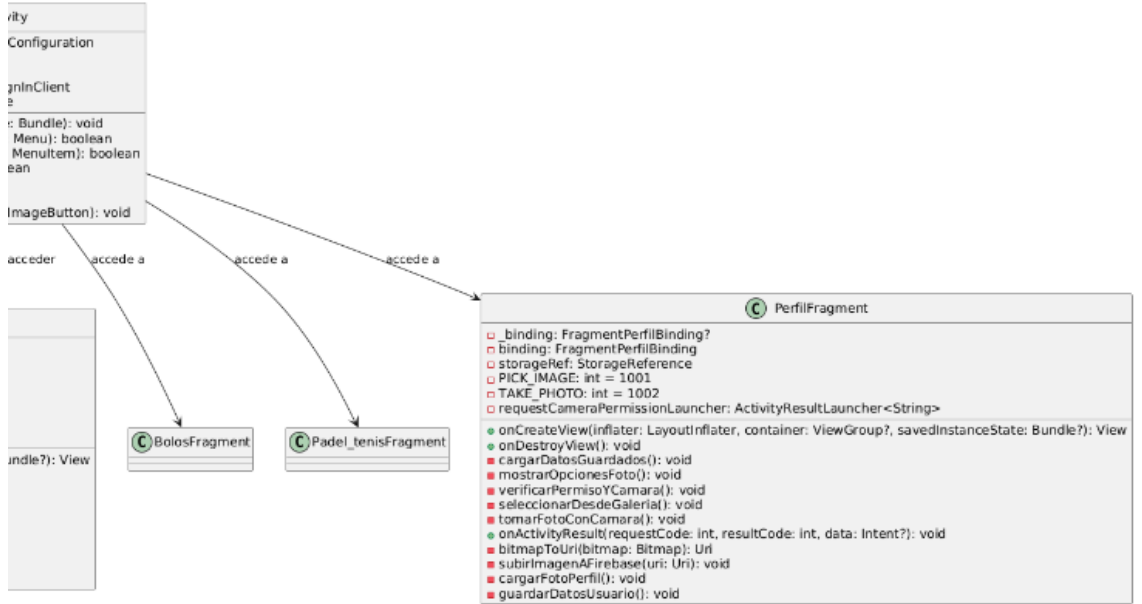 Configuration
Bundle): void
Menu): boolean
MenuItem): boolean
ImageButton): void
acceder
accede a
accede a
accede a
C PerfilFragment
_binding: FragmentPerfilBinding?
binding: FragmentPerfilBinding
storageRef: StorageReference
PICK_IMAGE: int = 1001
TAKE_PHOTO: int = 1002
requestCameraPermissionLauncher: ActivityResultLauncher<String>
onCreateView(inflater: LayoutInflater, container: ViewGroup?, savedInstanceState: Bundle?): View
onDestroyView(): void
cargarDatosGuardados(): void
mostrarOpcionesFoto(): void
verificarPermisoYCamara(): void
seleccionarDesdeGaleria(): void
tomarFotoConCamara(): void
onActivityResult(requestCode: int, resultCode: int, data: Intent?): void
bitmapToUri(bitmap: Bitmap): Uri
subirImagenAFirebase(uri: Uri): void
cargarFotoPerfil(): void
guardarDatosUsuario(): void
C BolosFragment
C Padel_tenisFragment
undle?): View